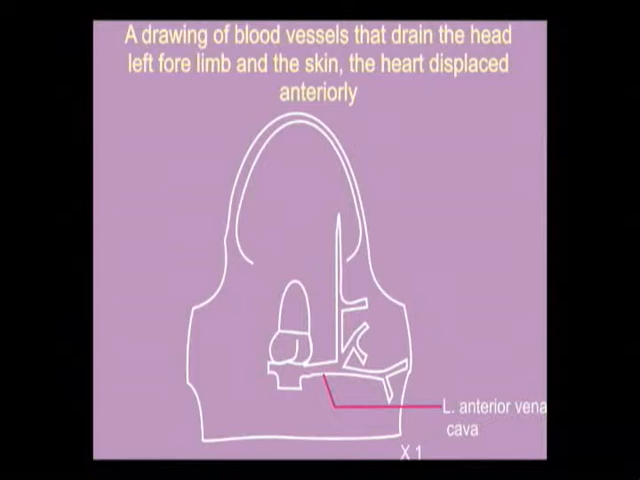 A drawing of blood vessels that drain the head
left fore limb and the skin, the heart displaced
anteriorly
L. anterior vena
cava
X 1